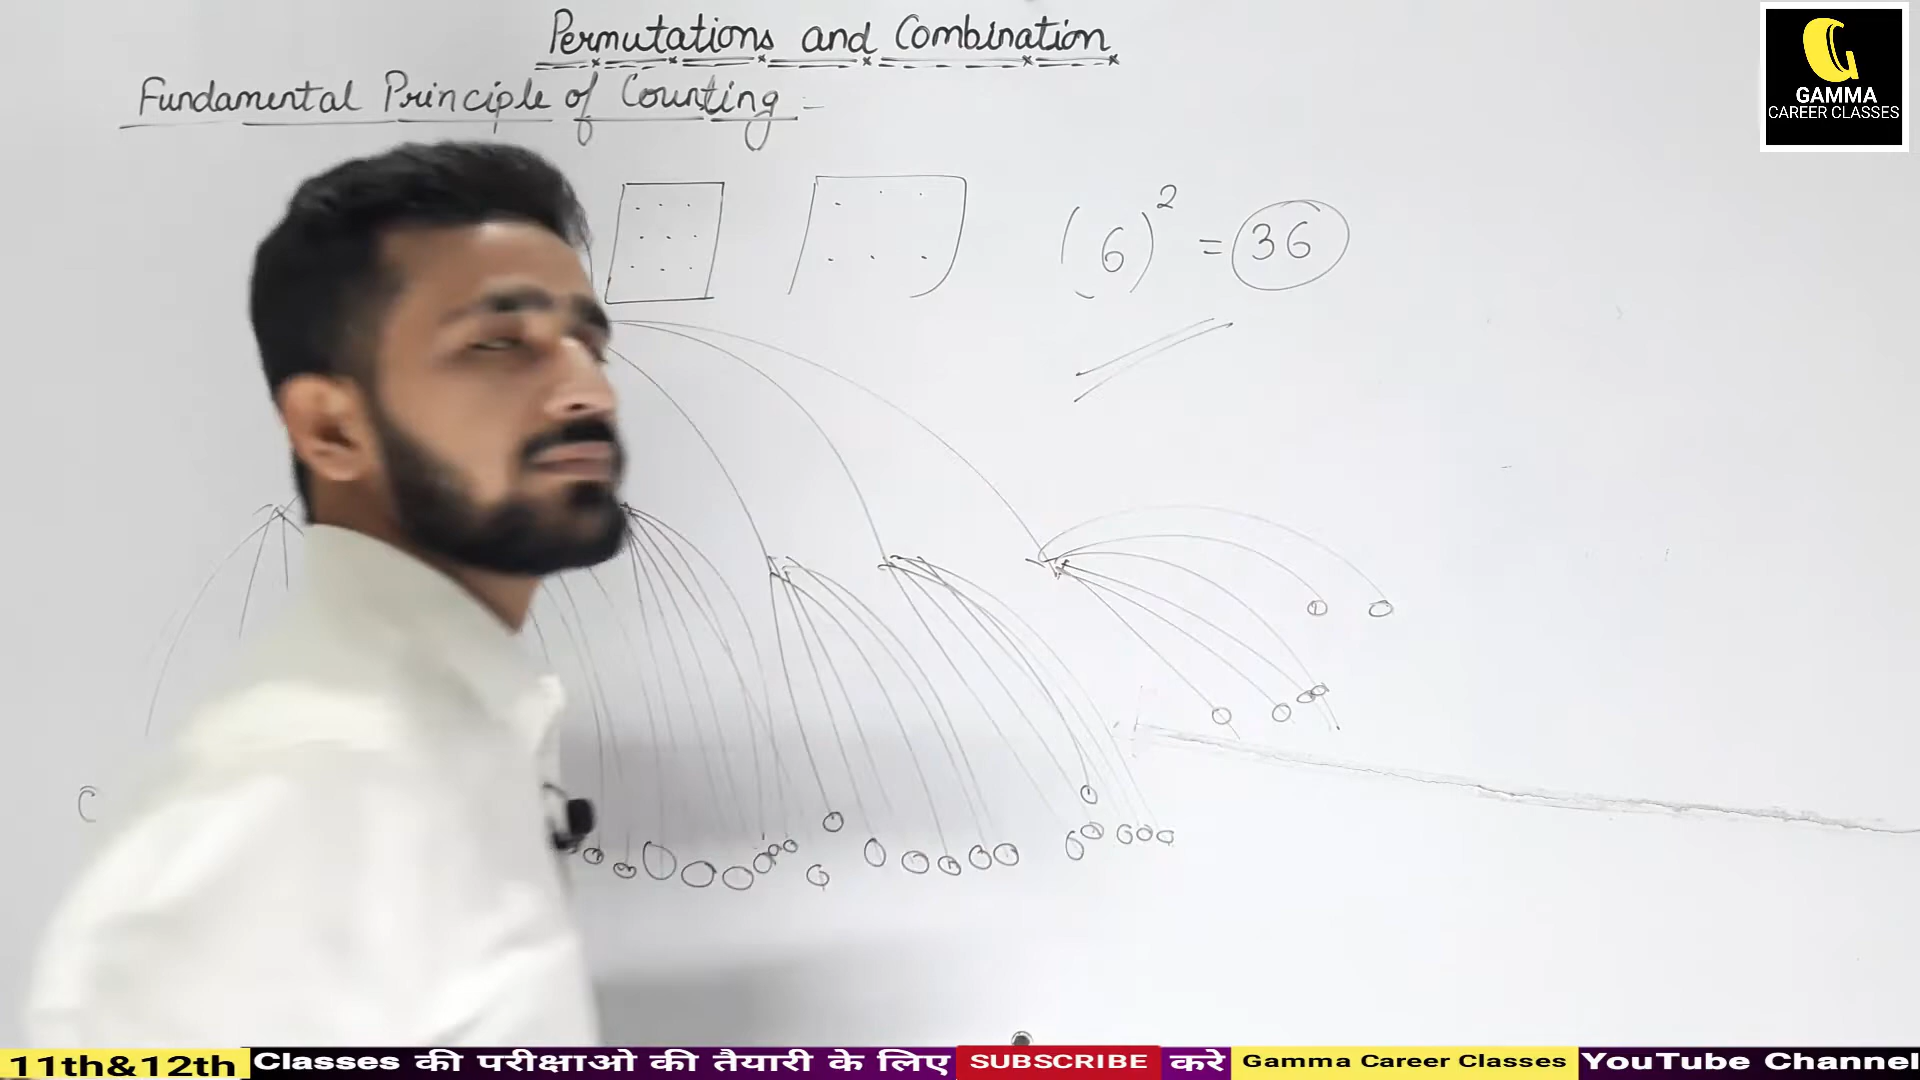 Permutations and Combination
Fundamental Principle of Counting -
GAMMA
CAREER CLASSES
(6)² = 36
C
11th&12th Classes की परीक्षाओ की तैयारी के लिए SUBSCRIBE करे Gamma Career Classes YouTube Channel